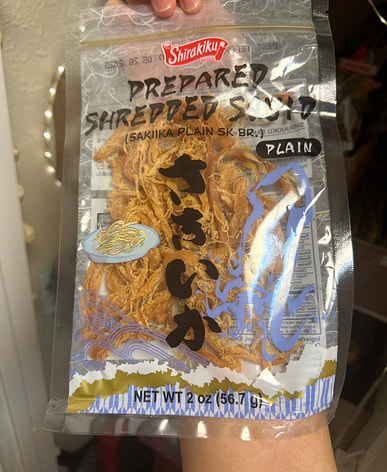 Shirakiku
PREPARED
SHREDDED SQUID
(SAKIIKA PLAIN SK BR.)
PLAIN
さきいか
NET WT 2 oz (56.7 g)